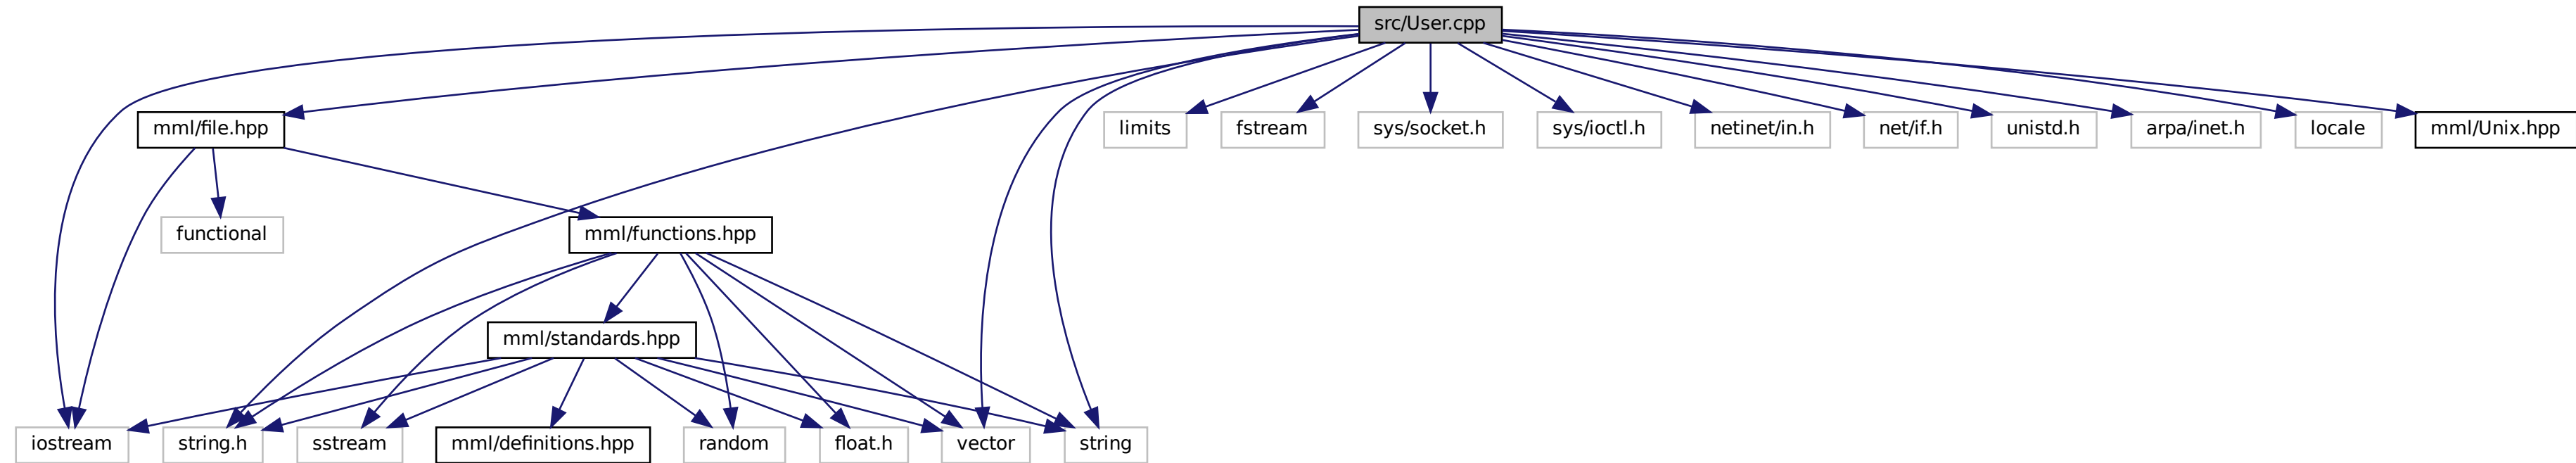 src/User.cpp
mml/file.hpp
limits
fstream
sys/socket.h
sys/ioctl.h
netinet/in.h
net/if.h
unistd.h
arpa/inet.h
locale
mml/Unix.hpp
functional
mml/functions.hpp
mml/standards.hpp
iostream
string.h
sstream
mml/definitions.hpp
random
float.h
vector
string